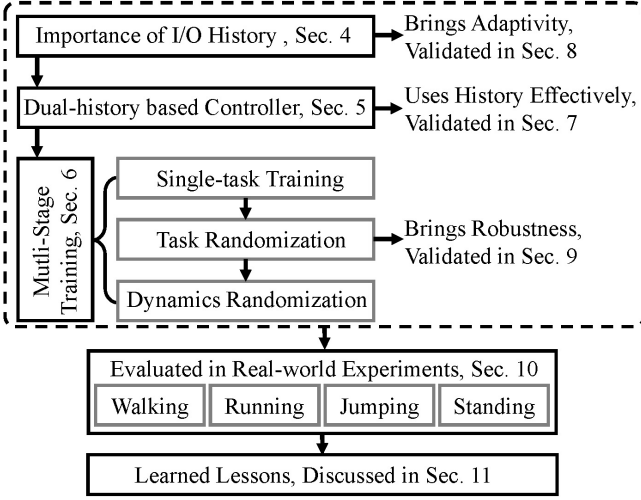 Importance of I/O History , Sec. 4
Brings Adaptivity,
Validated in Sec. 8
Dual-history based Controller, Sec. 5
Uses History Effectively,
Validated in Sec. 7
Mutli-Stage
Training, Sec. 6
Single-task Training
Task Randomization
Brings Robustness,
Validated in Sec. 9
Dynamics Randomization
Evaluated in Real-world Experiments, Sec. 10
Walking Running Jumping Standing
Learned Lessons, Discussed in Sec. 11